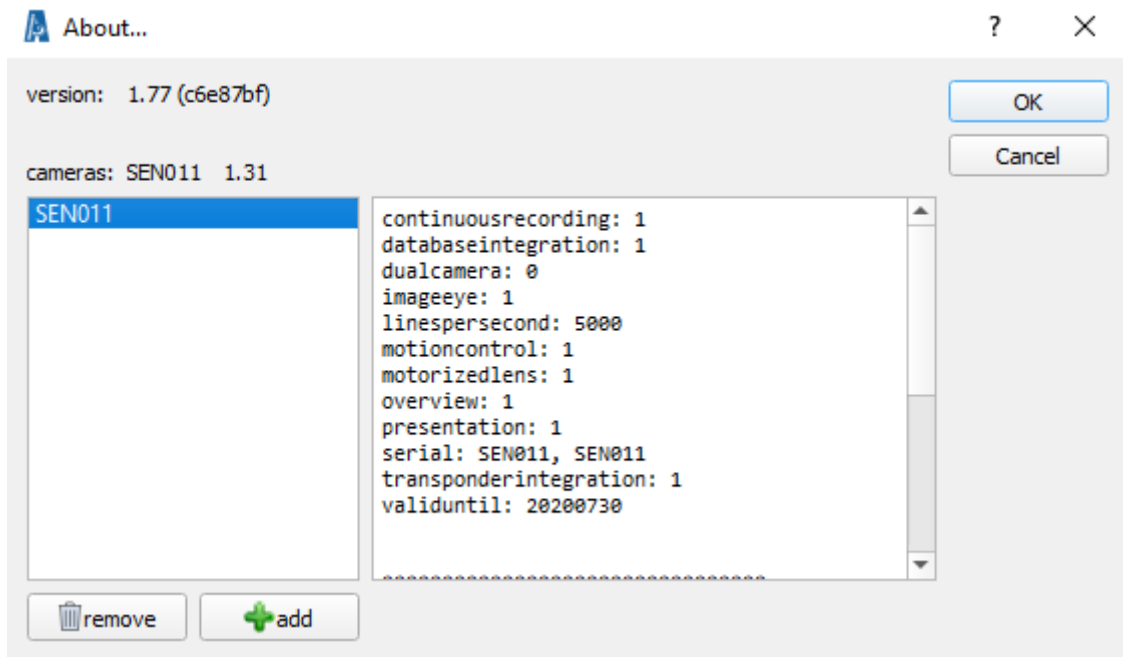 About...
?
version: 1.77 (c6e87bf)
OK
Cancel
cameras: SEN011 1.31
SEN011
continuousrecording: 1
databaseintegration: 1
dualcamera: 0
imageeye: 1
linespersecond: 5000
motioncontrol: 1
motorizedlens: 1
overview: 1
presentation: 1
serial: SEN011, SEN011
transponderintegration: 1
validuntil: 20200730
remove
add